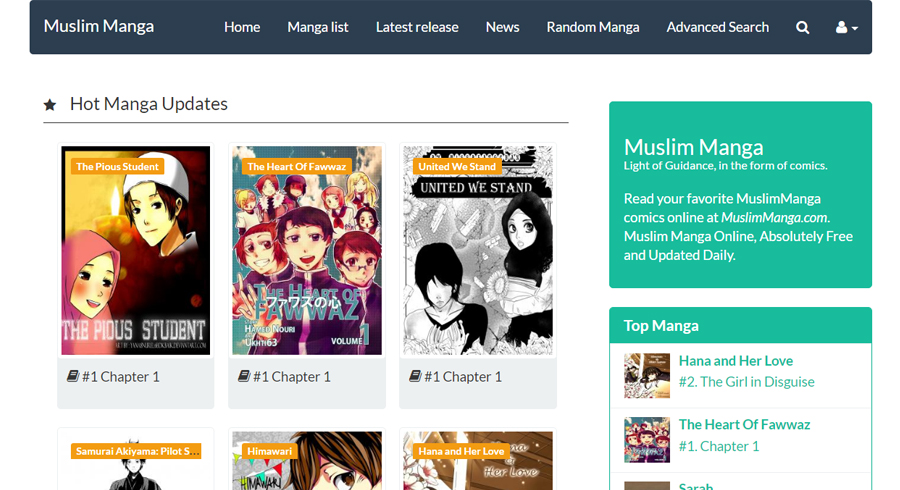 Muslim Manga
Home
Manga list
Latest release
News
Random Manga
Advanced Search
Hot Manga Updates
The Pious Student
THE PIOUS STUDENT
#1 Chapter 1
The Heart Of Fawwaz
THE HEART OF
ファワズの心
FAWWAZ
HAMED NOURI
UKHTI63
VOLUME 1
#1 Chapter 1
United We Stand
UNITED WE STAND
#1 Chapter 1
Samurai Akiyama: Pilot S...
Himawari
HIMAWARI
Hana and Her Love
Hana
&
Her Love
Muslim Manga
Light of Guidance, in the form of comics.
Read your favorite MuslimManga
comics online at MuslimManga.com.
Muslim Manga Online, Absolutely Free
and Updated Daily.
Top Manga
Hana and Her Love
#2. The Girl in Disguise
The Heart Of Fawwaz
#1. Chapter 1
Sarah